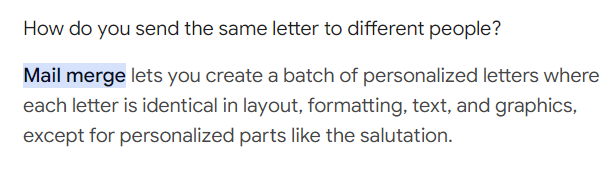 How do you send the same letter to different people?
Mail merge lets you create a batch of personalized letters where
each letter is identical in layout, formatting, text, and graphics,
except for personalized parts like the salutation.